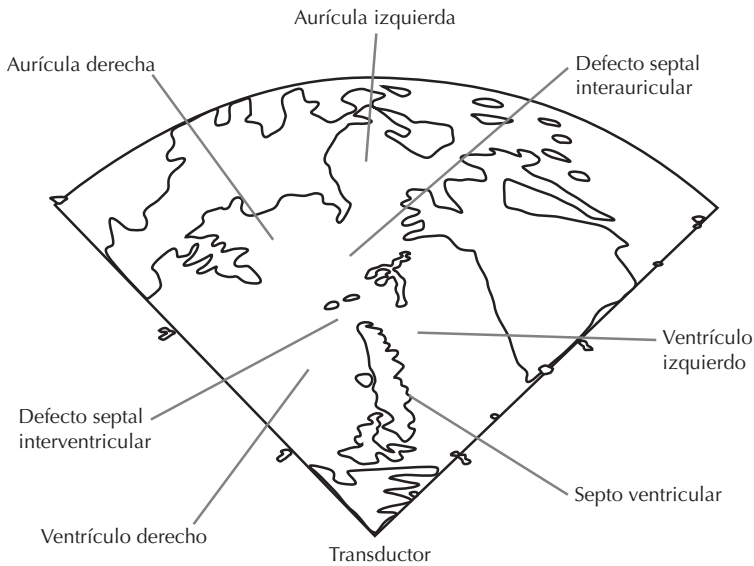 Aurícula izquierda
Aurícula derecha
Defecto septal
interauricular
Ventrículo
izquierdo
Defecto septal
interventricular
Septo ventricular
Ventrículo derecho
Transductor